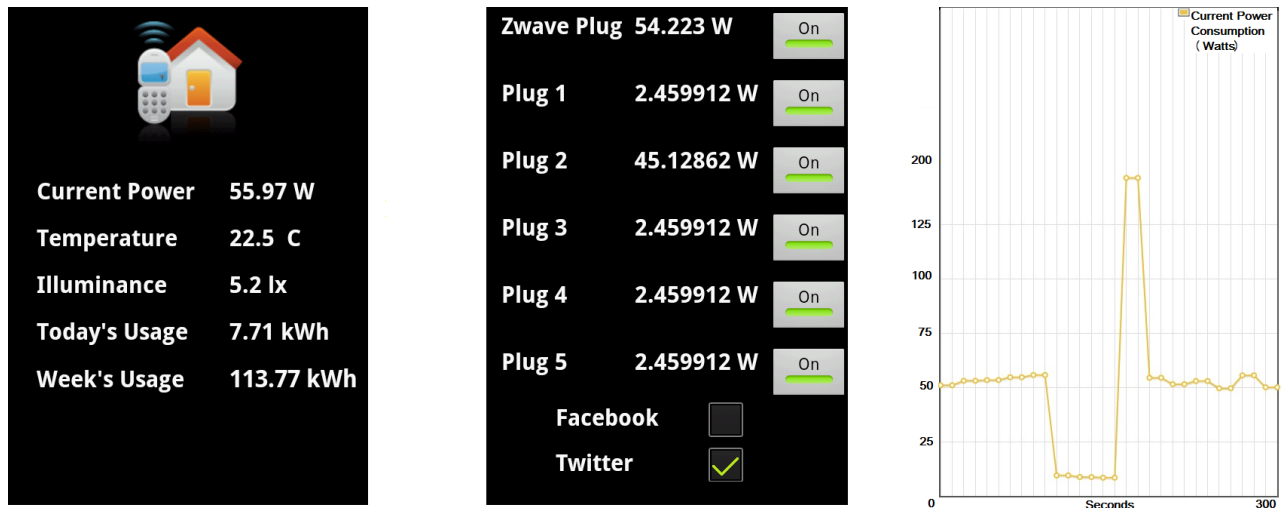 Current Power 55.97 W
Temperature 22.5 C
Illuminance 5.2 lx
Today's Usage 7.71 kWh
Week's Usage 113.77 kWh
Zwave Plug 54.223 W On
Plug 1 2.459912 W On
Plug 2 45.12862 W On
Plug 3 2.459912 W On
Plug 4 2.459912 W On
Plug 5 2.459912 W On
Facebook
Twitter
Current Power
Consumption
( Watts)
200
125
100
75
50
25
0 Seconds 300